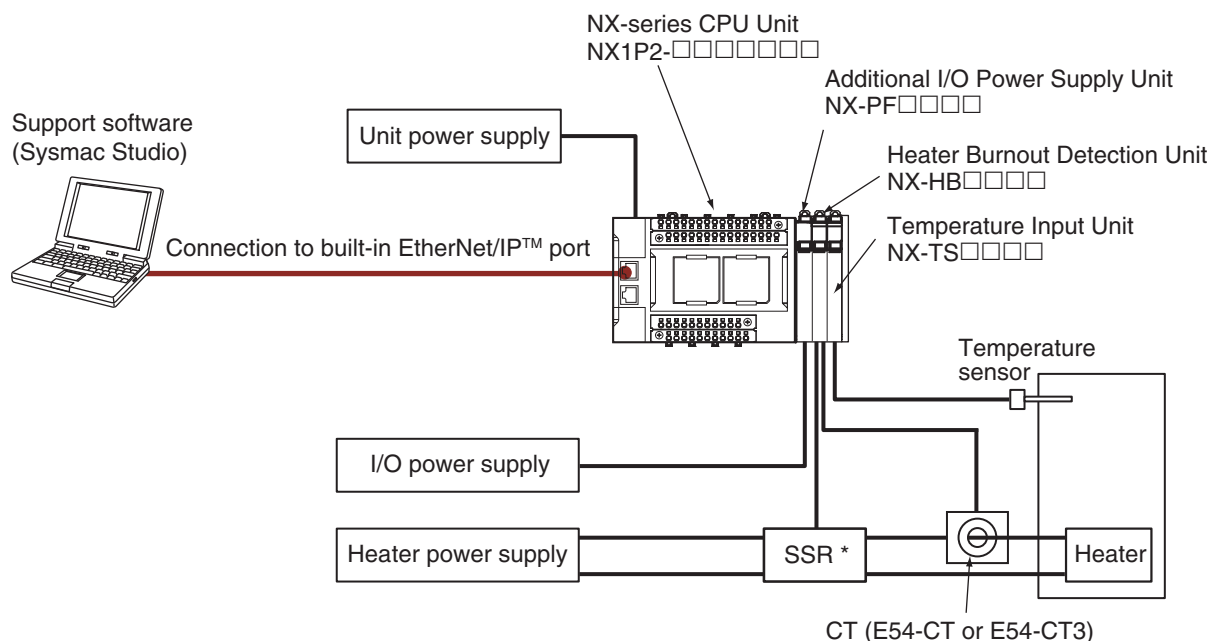 NX-series CPU Unit
NX1P2-□□□□□□□
Additional I/O Power Supply Unit
NX-PF□□□□
Support software
(Sysmac Studio)
Unit power supply
Heater Burnout Detection Unit
NX-HB□□□□
Temperature Input Unit
NX-TS□□□□
Connection to built-in EtherNet/IP™ port
Temperature
sensor
I/O power supply
Heater power supply
SSR *
Heater
CT (E54-CT or E54-CT3)